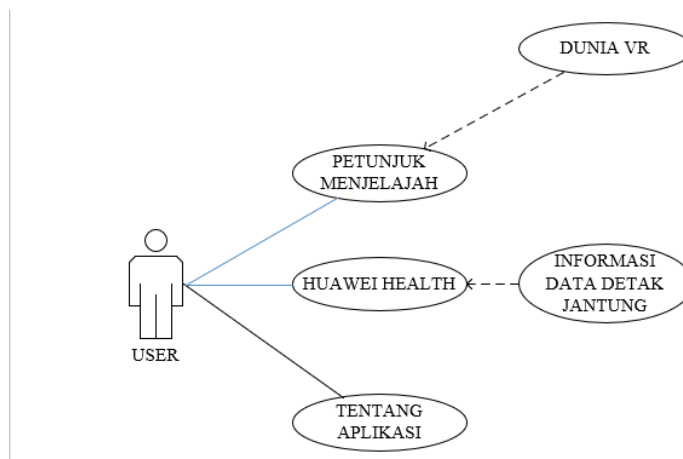 DUNIA VR
PETUNJUK
MENJELAJAH
HUAWEI HEALTH
INFORMASI
DATA DETAK
JANTUNG
USER
TENTANG
APLIKASI